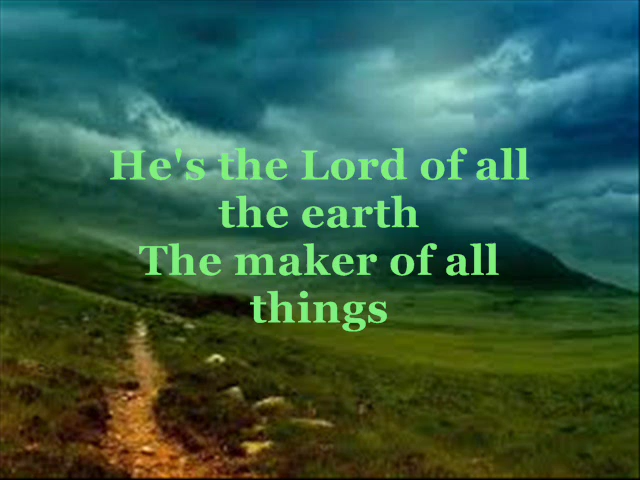 He's the Lord of all
the earth
The maker of all
things